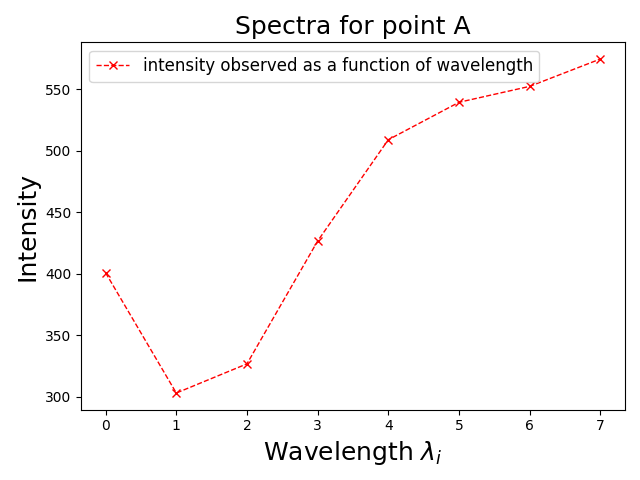 Spectra for point A
intensity observed as a function of wavelength
550
500
450
400
350
300
Intensity
0 1 2 3 4 5 6 7
Wavelength λi